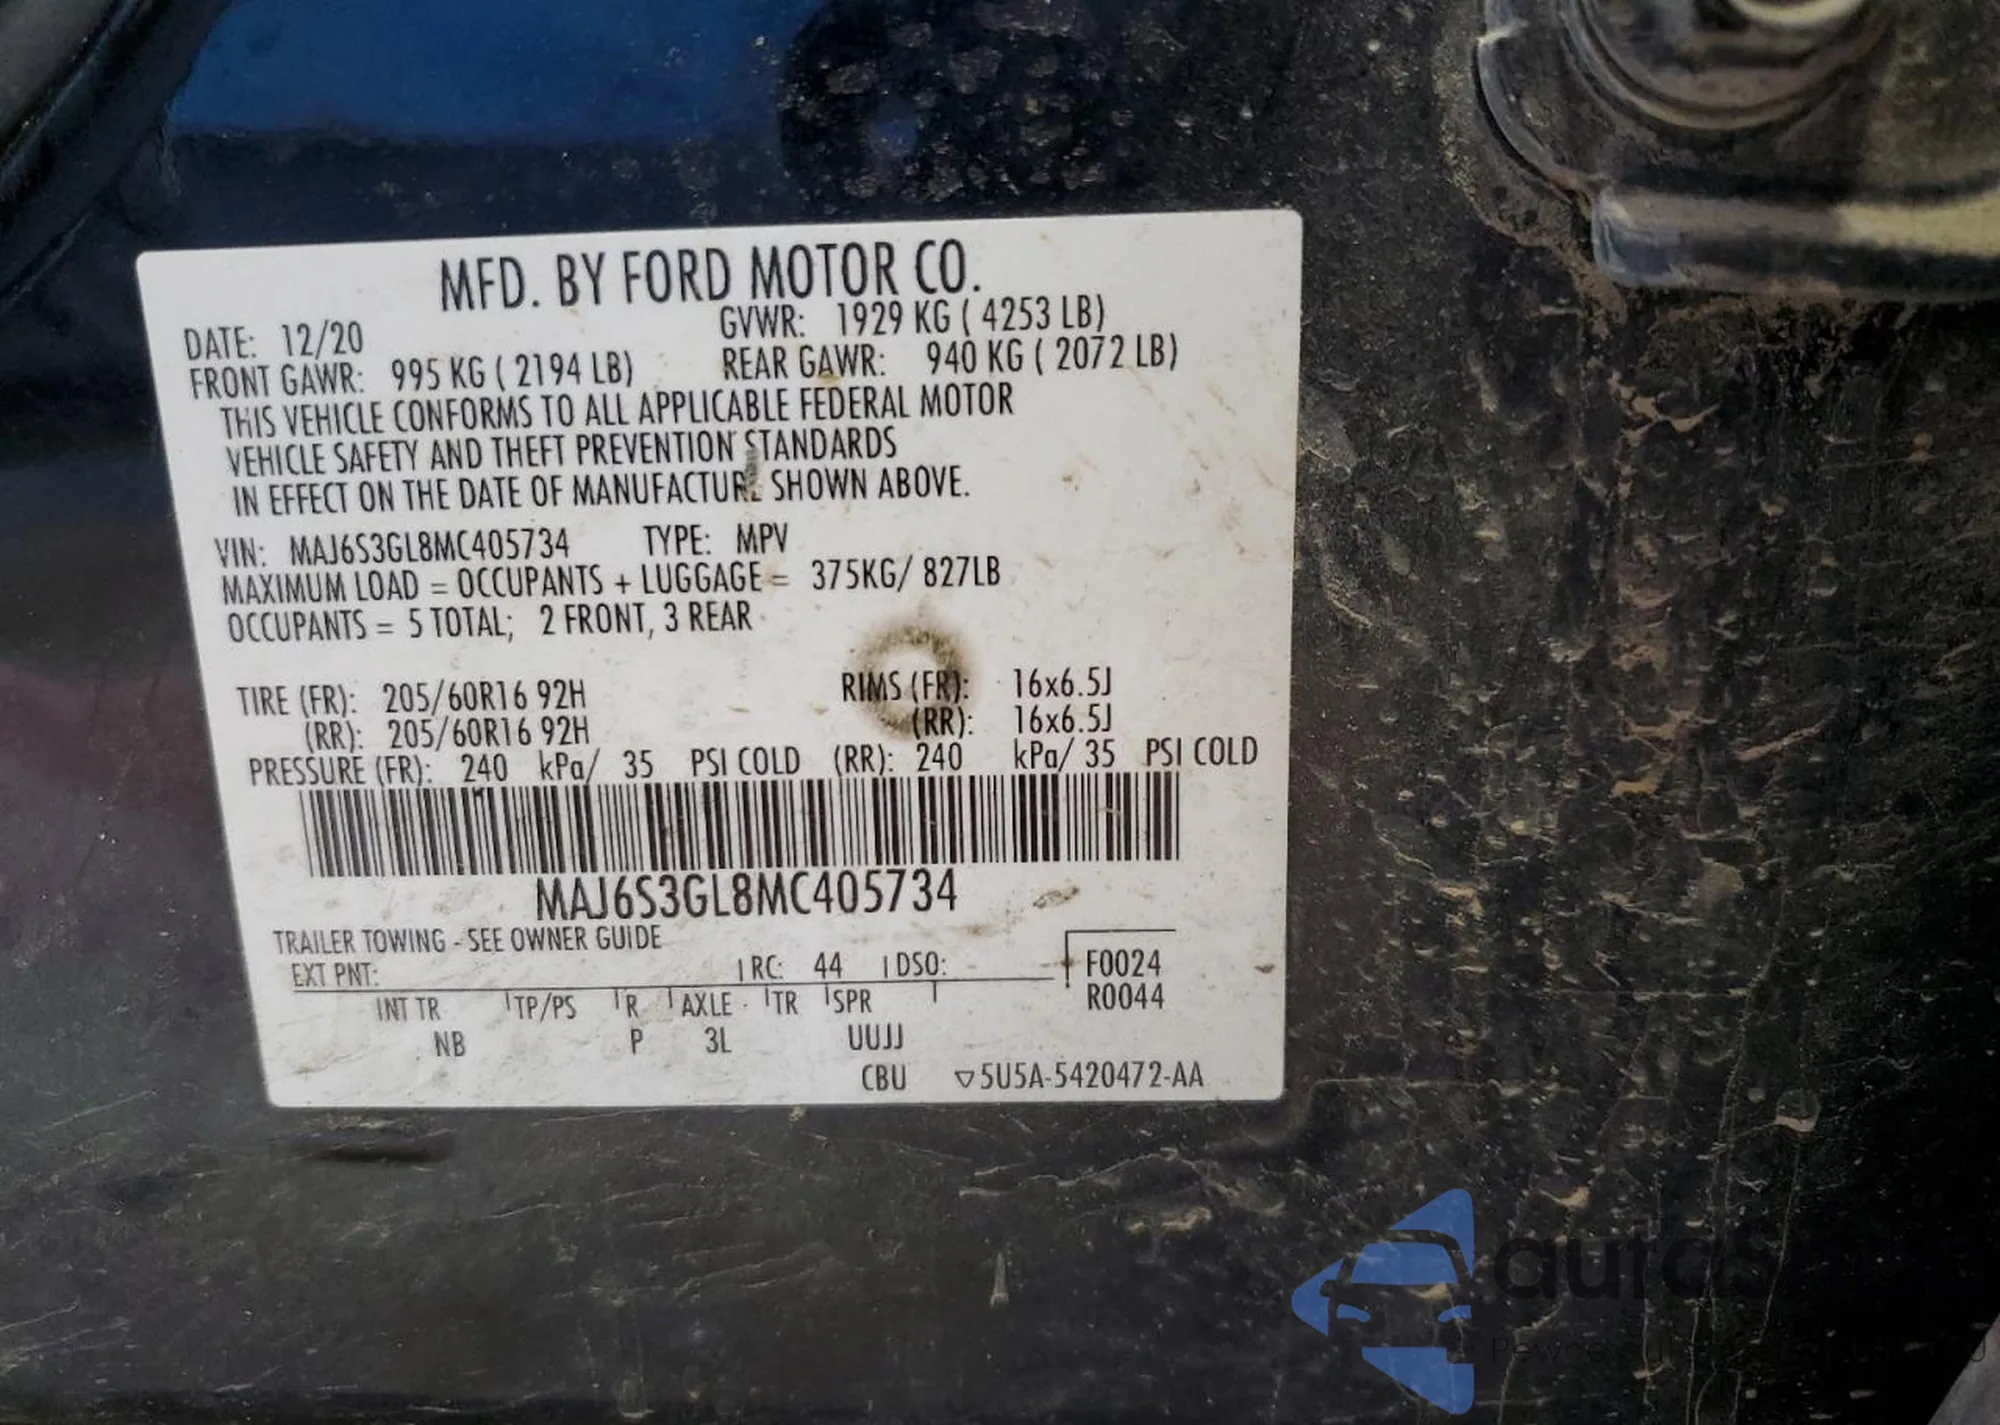 MFD. BY FORD MOTOR CO.
DATE: 12/20 GVWR: 1929 KG ( 4253 LB)
FRONT GAWR: 995 KG ( 2194 LB) REAR GAWR: 940 KG ( 2072 LB)
THIS VEHICLE CONFORMS TO ALL APPLICABLE FEDERAL MOTOR
VEHICLE SAFETY AND THEFT PREVENTION STANDARDS
IN EFFECT ON THE DATE OF MANUFACTURE SHOWN ABOVE.
VIN: MAJ6S3GL8MC405734 TYPE: MPV
MAXIMUM LOAD = OCCUPANTS + LUGGAGE = 375KG/ 827LB
OCCUPANTS = 5 TOTAL; 2 FRONT, 3 REAR
TIRE (FR): 205/60R16 92H RIMS (FR): 16x6.5J
(RR): 205/60R16 92H (RR): 16x6.5J
PRESSURE (FR): 240 kPa/ 35 PSI COLD (RR): 240 kPa/ 35 PSI COLD
MAJ6S3GL8MC405734
TRAILER TOWING - SEE OWNER GUIDE
EXT PNT: RC: 44 DSO: F0024
INT TR TP/PS R AXLE TR SPR R0044
NB P 3L UUJJ
CBU ▽5U5A-5420472-AA
autos